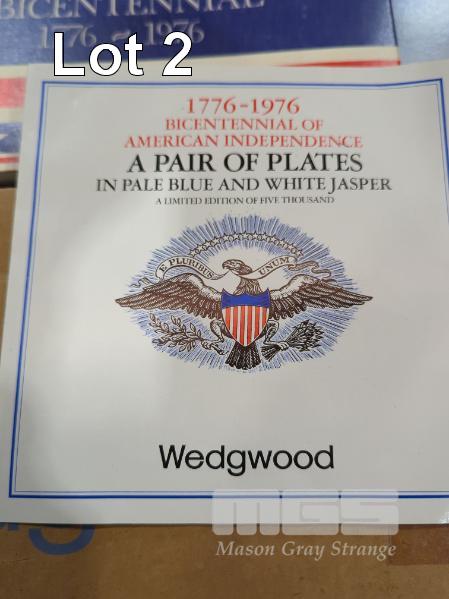 BICENTENNIAL
1776 ~ 1976
Lot 2
1776-1976
BICENTENNIAL OF
AMERICAN INDEPENDENCE
A PAIR OF PLATES
IN PALE BLUE AND WHITE JASPER
A LIMITED EDITION OF FIVE THOUSAND
E PLURIBUS UNUM
Wedgwood
MGS
Mason Gray Strange